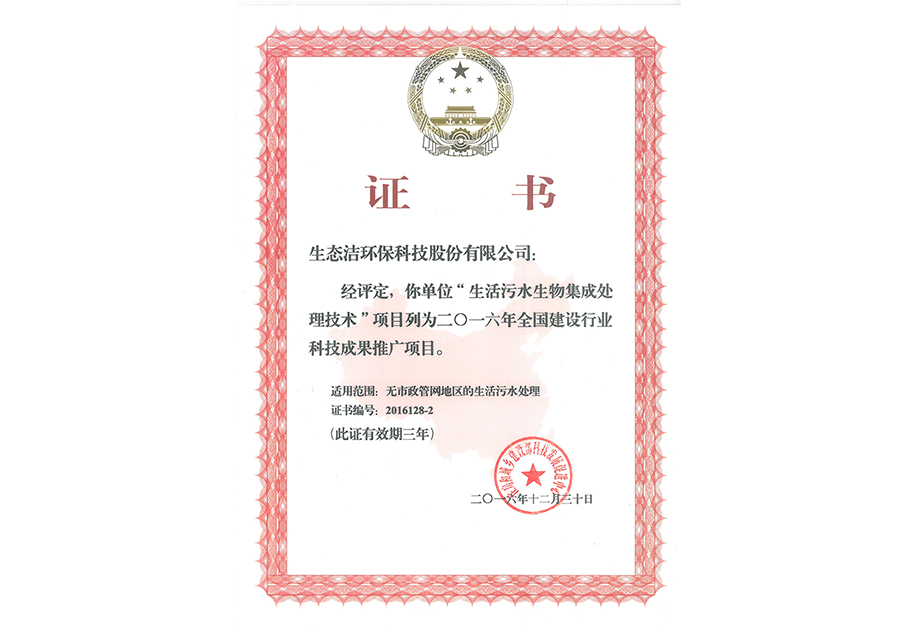 证 书
生态洁环保科技股份有限公司:
经评定，你单位“生活污水生物集成处
理技术”项目列为二〇一六年全国建设行业
科技成果推广项目。
适用范围: 无市政管网地区的生活污水处理
证书编号: 2016128-2
（此证有效期三年）
住房和城乡建设部科技发展促进中心
二〇一六年十二月三十日